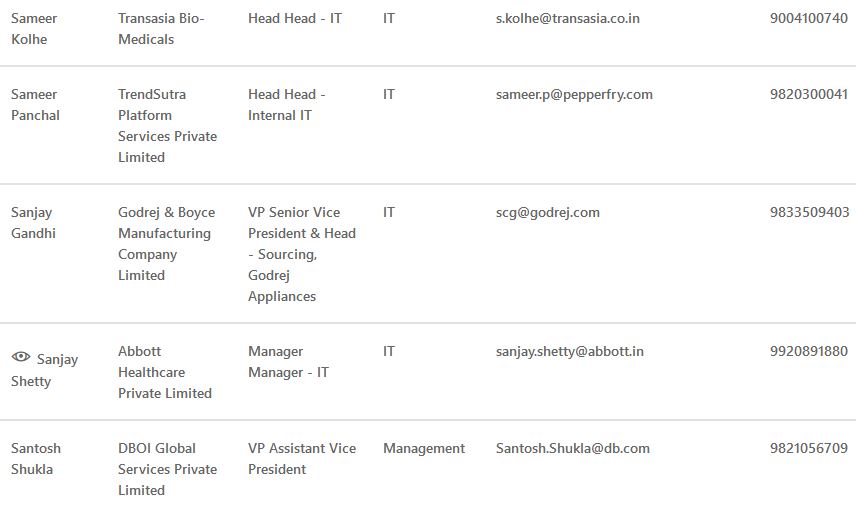 Sameer Transasia Bio- Head Head - IT IT s.kolhe@transasia.co.in 9004100740
Kolhe Medicals
Sameer TrendSutra Head Head - IT sameer.p@pepperfry.com 9820300041
Panchal Platform Internal IT
Services Private
Limited
Sanjay Godrej & Boyce VP Senior Vice IT scg@godrej.com 9833509403
Gandhi Manufacturing President & Head
Company - Sourcing,
Limited Godrej
Appliances
Abbott Manager IT sanjay.shetty@abbott.in 9920891880
Sanjay Healthcare Manager - IT
Shetty Private Limited
Santosh DBOI Global VP Assistant Vice Management Santosh.Shukla@db.com 9821056709
Shukla Services Private President
Limited